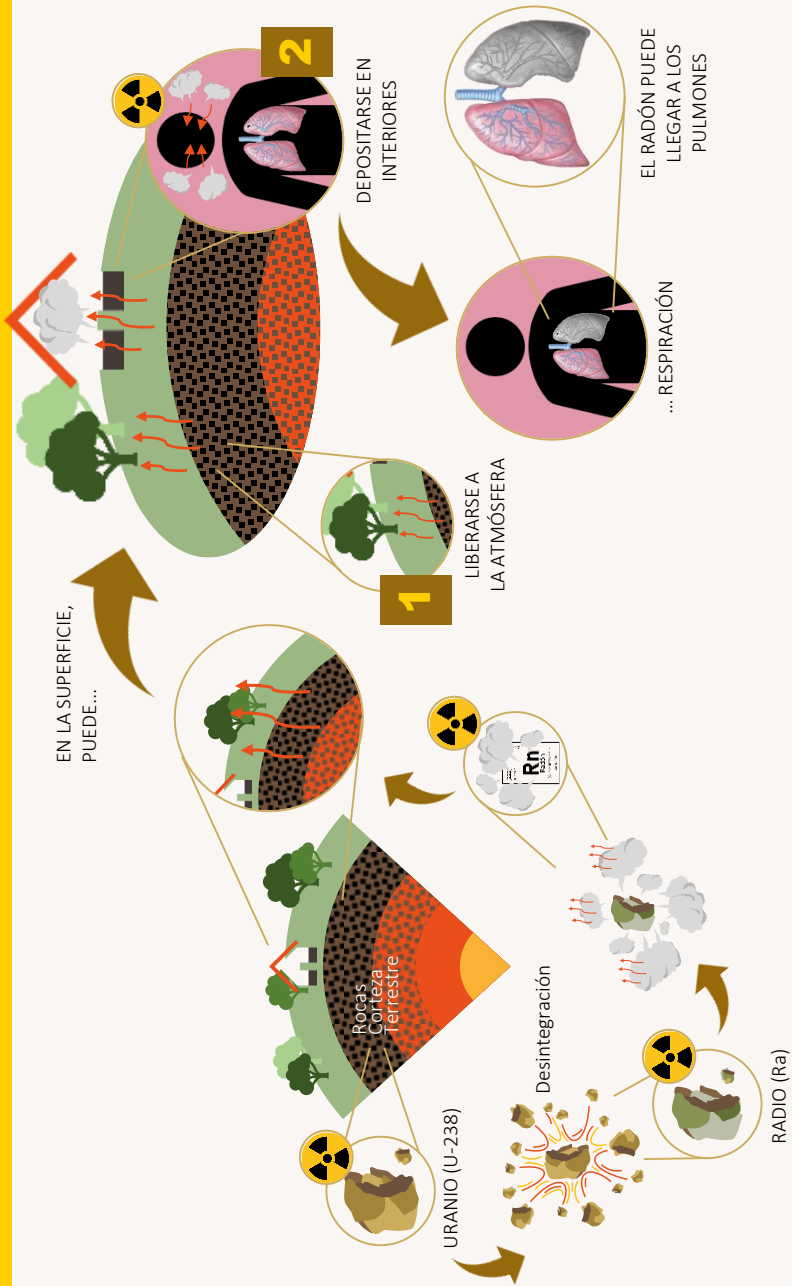 Rocas
Corteza
Terrestre
URANIO (U-238)
Desintegración
RADIO (Ra)
Rn
Radón
EN LA SUPERFICIE,
PUEDE...
1
LIBERARSE A
LA ATMÓSFERA
2
DEPOSITARSE EN
INTERIORES
... RESPIRACIÓN
EL RADÓN PUEDE
LLEGAR A LOS
PULMONES